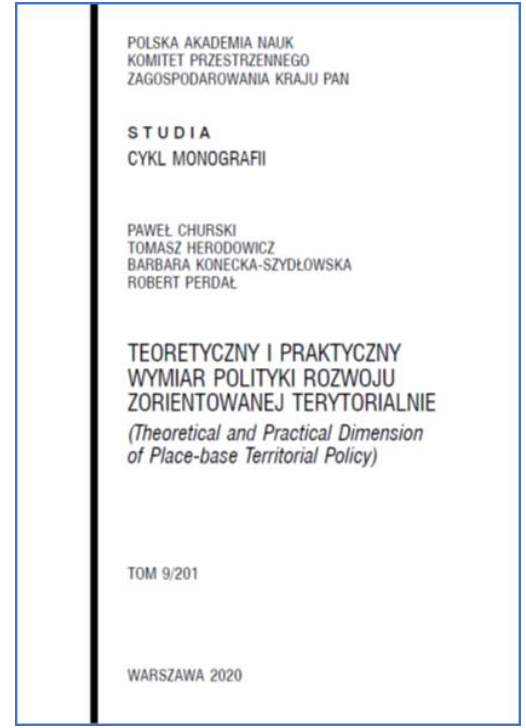 POLSKA AKADEMIA NAUK
KOMITET PRZESTRZENNEGO
ZAGOSPODAROWANIA KRAJU PAN
STUDIA
CYKL MONOGRAFII
PAWEŁ CHURSKI
TOMASZ HERODOWICZ
BARBARA KONECKA-SZYDŁOWSKA
ROBERT PERDAŁ
TEORETYCZNY I PRAKTYCZNY
WYMIAR POLITYKI ROZWOJU
ZORIENTOWANEJ TERYTORIALNIE
(Theoretical and Practical Dimension
of Place-base Territorial Policy)
TOM 9/201
WARSZAWA 2020